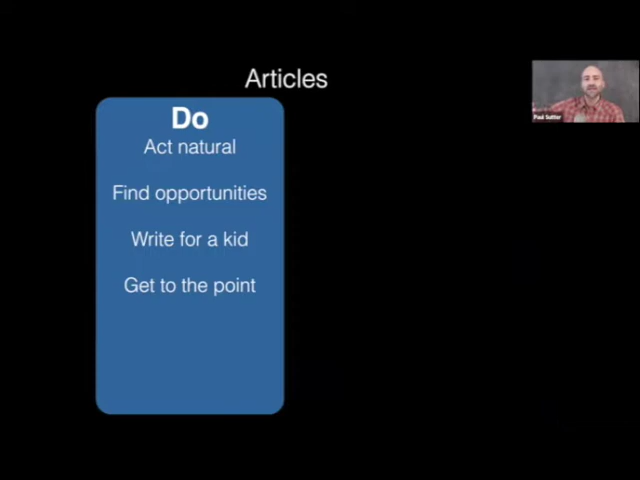 Articles
Do
Act natural
Find opportunities
Write for a kid
Get to the point
Paul Sutter